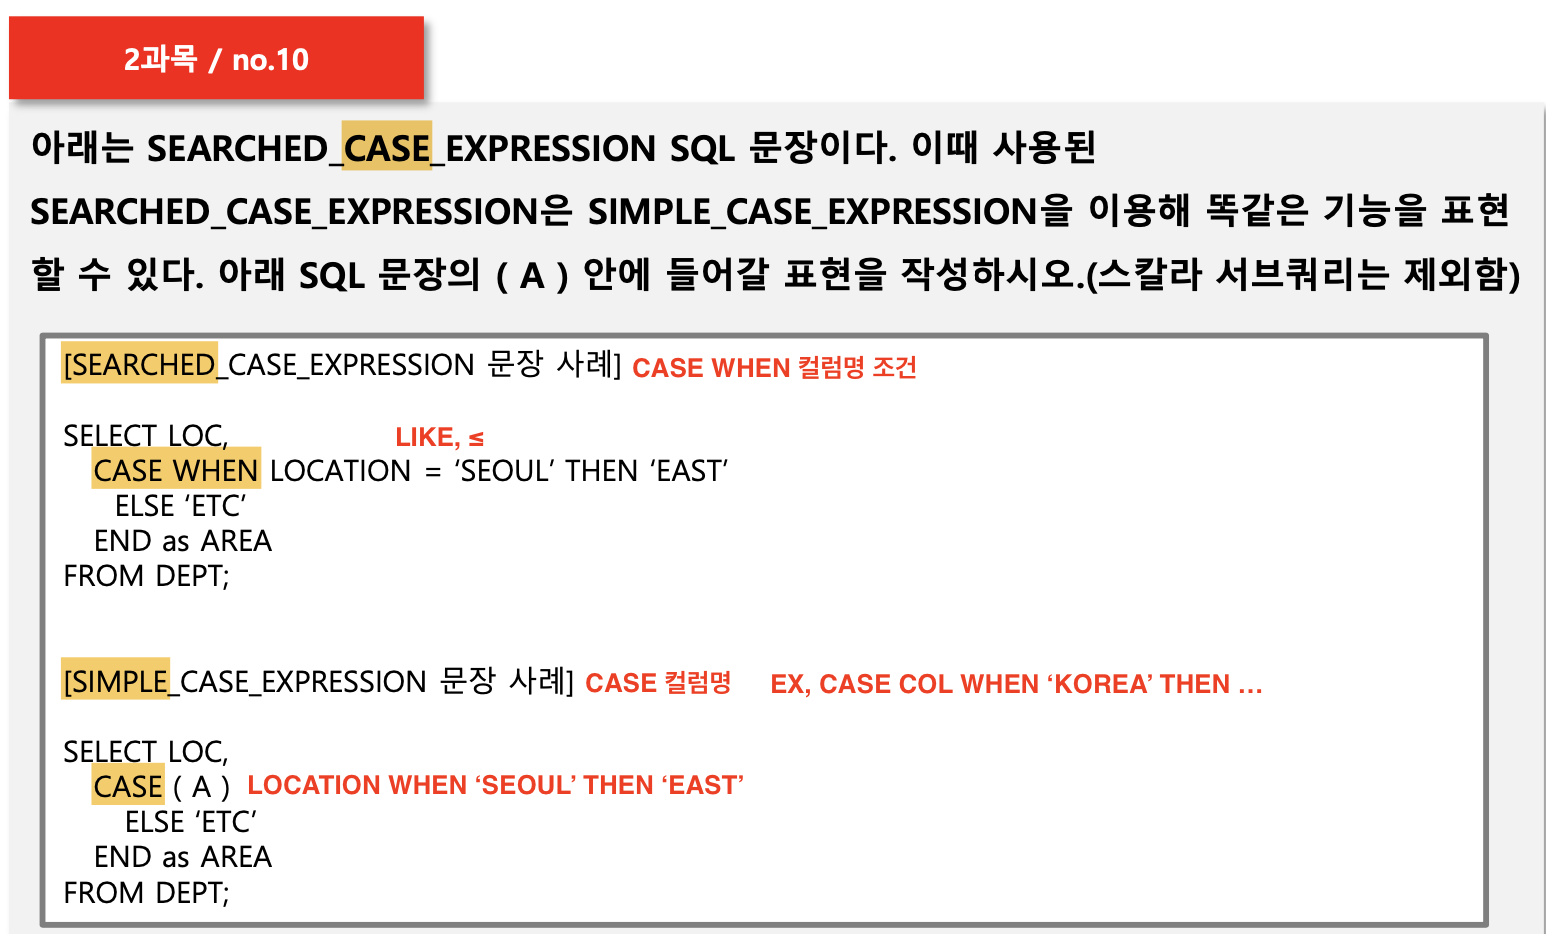 2과목 / no.10
아래는 SEARCHED_CASE_EXPRESSION SQL 문장이다. 이때 사용된
SEARCHED_CASE_EXPRESSION은 SIMPLE_CASE_EXPRESSION을 이용해 똑같은 기능을 표현
할 수 있다. 아래 SQL 문장의 ( A ) 안에 들어갈 표현을 작성하시오.(스칼라 서브쿼리는 제외함)
[SEARCHED_CASE_EXPRESSION 문장 사례] CASE WHEN 컬럼명 조건
SELECT LOC, LIKE, ≤
CASE WHEN LOCATION = ‘SEOUL’ THEN ‘EAST’
ELSE ‘ETC’
END as AREA
FROM DEPT;
[SIMPLE_CASE_EXPRESSION 문장 사례] CASE 컬럼명 EX, CASE COL WHEN ‘KOREA’ THEN …
SELECT LOC,
CASE ( A ) LOCATION WHEN ‘SEOUL’ THEN ‘EAST’
ELSE ‘ETC’
END as AREA
FROM DEPT;